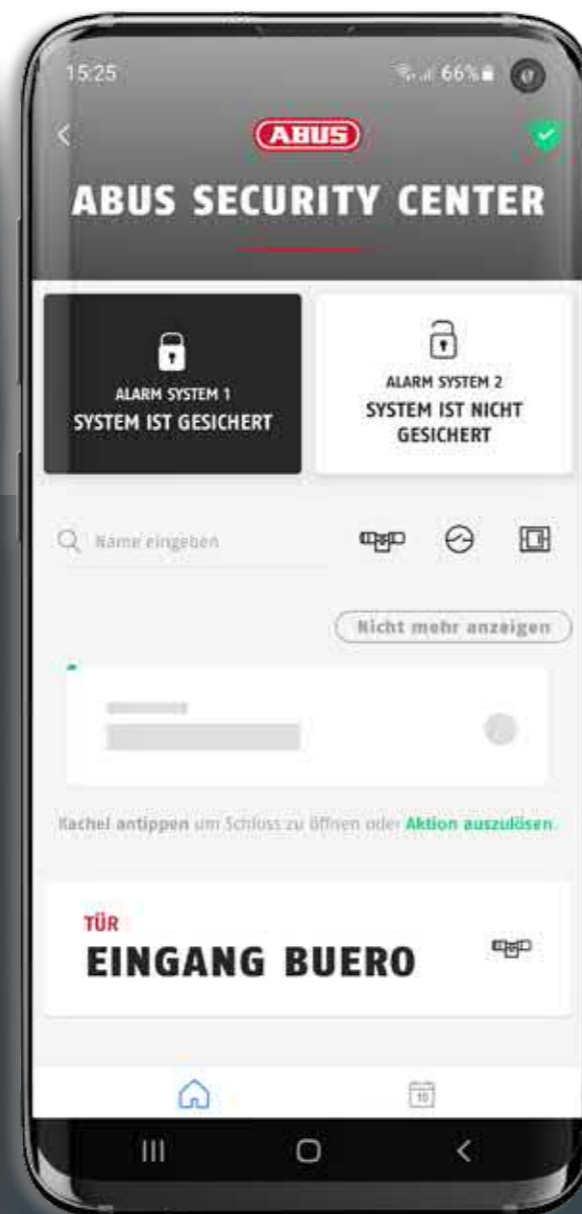 15:25
66%
ABUS
ABUS SECURITY CENTER
ALARM SYSTEM 1
SYSTEM IST GESICHERT
ALARM SYSTEM 2
SYSTEM IST NICHT
GESICHERT
Name eingeben
Nicht mehr anzeigen
Kachel antippen um Schloss zu öffnen oder Aktion auszulösen.
TÜR
EINGANG BUERO
10